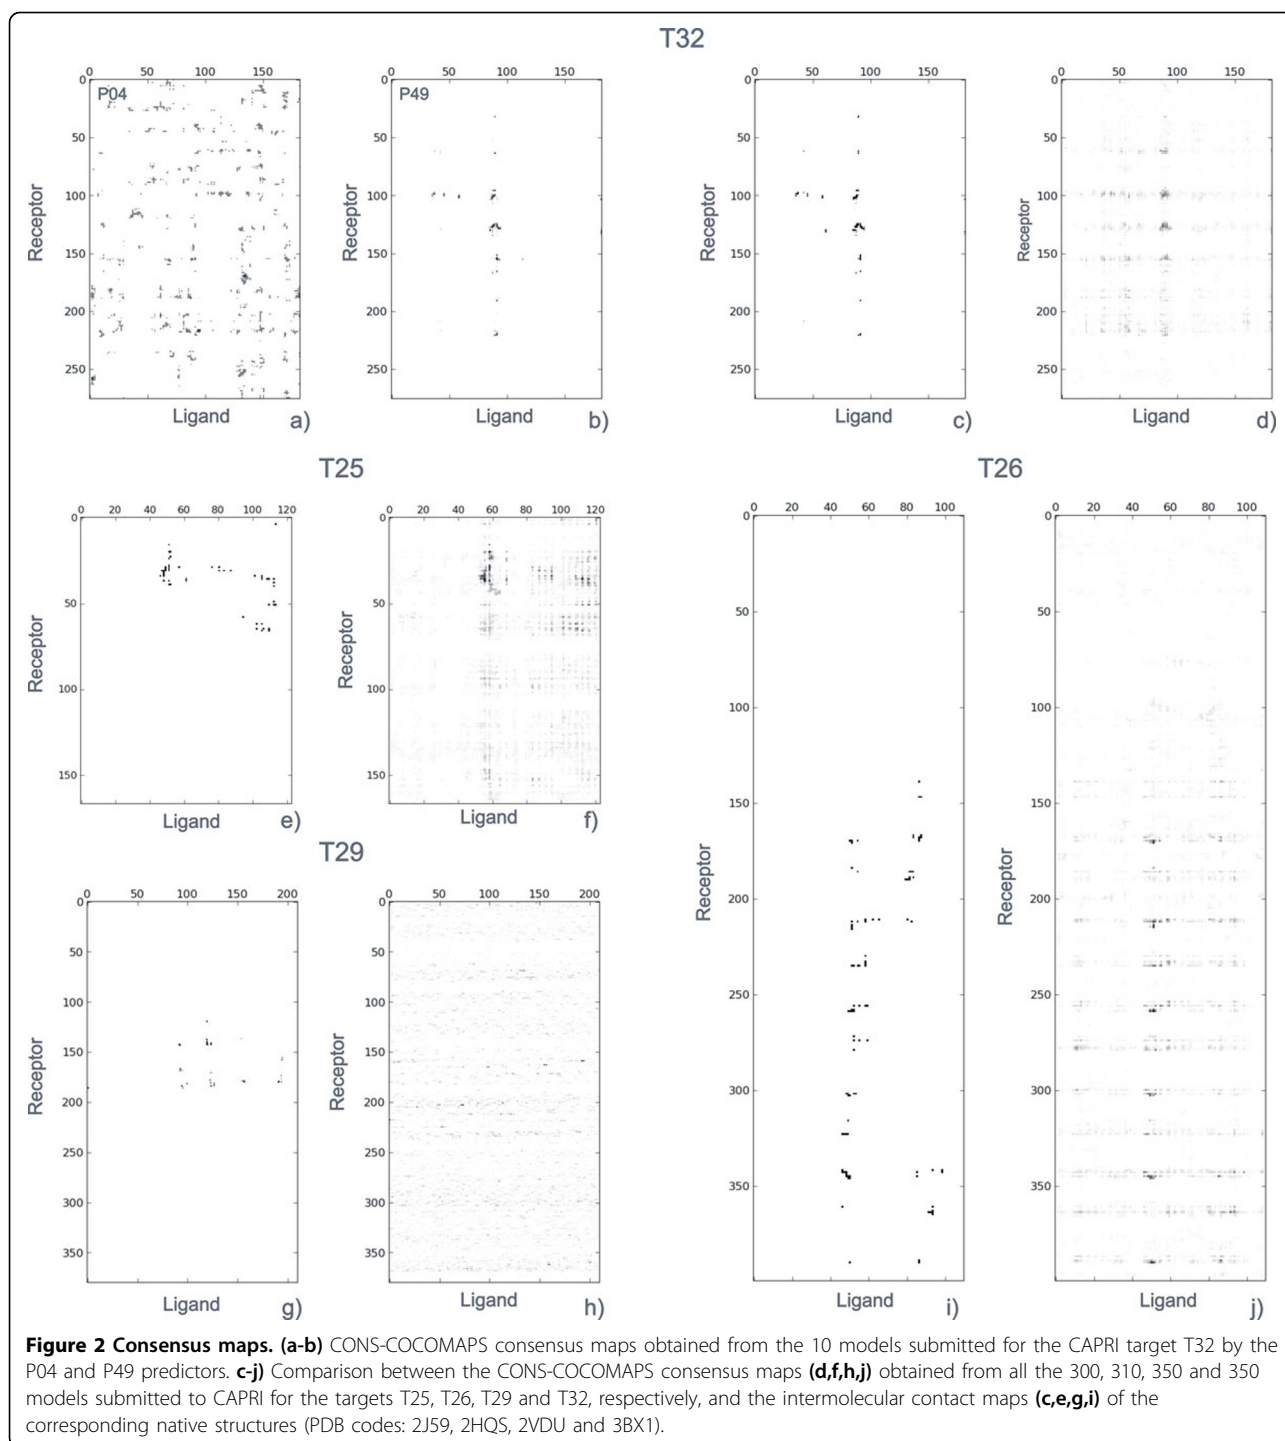 T32
0 50 100 150
0 50 100 150
0 50 100 150
0 50 100 150
P04
P49
0
50
100
150
200
250
Receptor
Ligand
a)
0
50
100
150
200
250
Receptor
Ligand
b)
0
50
100
150
200
250
Receptor
Ligand
c)
0
50
100
150
200
250
Receptor
Ligand
d)
T25
0 20 40 60 80 100 120
0
50
100
150
Receptor
Ligand
e)
0 20 40 60 80 100 120
0
50
100
150
Receptor
Ligand
f)
T29
0 50 100 150 200
0
50
100
150
200
250
300
350
Receptor
Ligand
g)
0 50 100 150 200
0
50
100
150
200
250
300
350
Receptor
Ligand
h)
T26
0 20 40 60 80 100
0
50
100
150
200
250
300
350
Receptor
Ligand
i)
0 20 40 60 80 100
0
50
100
150
200
250
300
350
Receptor
Ligand
j)
Figure 2 Consensus maps. (a-b) CONS-COCOMAPS consensus maps obtained from the 10 models submitted for the CAPRI target T32 by the
P04 and P49 predictors. c-j) Comparison between the CONS-COCOMAPS consensus maps (d,f,h,j) obtained from all the 300, 310, 350 and 350
models submitted to CAPRI for the targets T25, T26, T29 and T32, respectively, and the intermolecular contact maps (c,e,g,i) of the
corresponding native structures (PDB codes: 2J59, 2HQS, 2VDU and 3BX1).